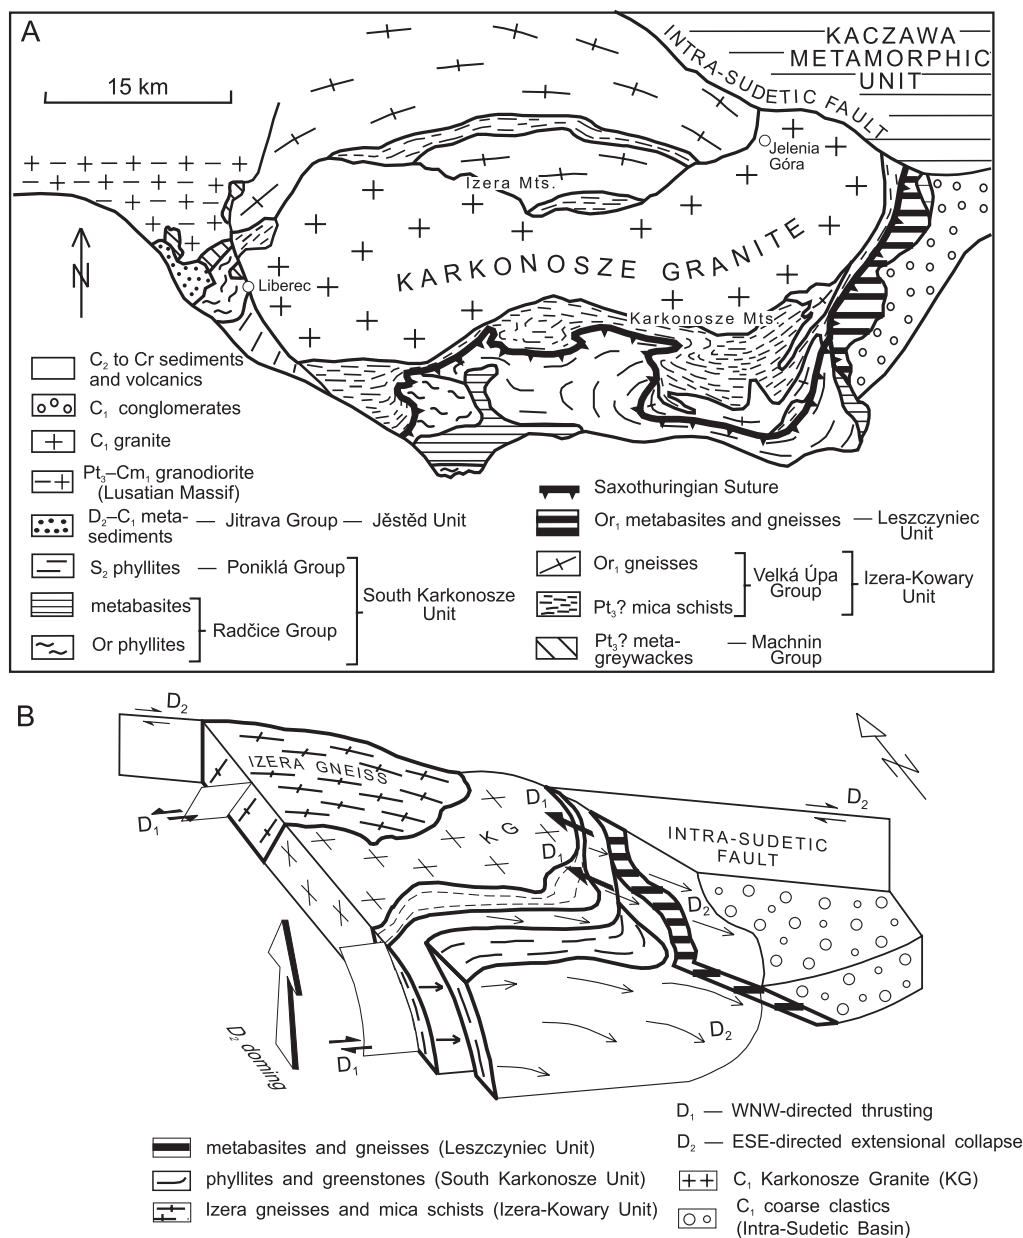 A
KACZAWA
METAMORPHIC
UNIT
INTRA-SUDETIC FAULT
15 km
Jelenia
Góra
Izera Mts.
KARKONOSZE GRANITE
N
Liberec
Karkonosze Mts.
C2 to Cr sediments
and volcanics
C1 conglomerates
C1 granite
Pt3–Cm1 granodiorite
(Lusatian Massif)
D2–C1 meta-
sediments — Jitrava Group — Jĕstĕd Unit
S2 phyllites — Poniklá Group
metabasites
Or phyllites
Radčice Group
South Karkonosze
Unit
Saxothuringian Suture
Or1 metabasites and gneisses — Leszczyniec
Unit
Or1 gneisses
Pt3? mica schists
Velká Úpa
Group
Izera-Kowary
Unit
Pt3? meta-
greywackes
— Machnin
Group
B
D2
IZERA GNEISS
D1
KG
D1
D1
D2
INTRA-SUDETIC
FAULT
N
D2
D2
D2 doming
D1
D1 — WNW-directed thrusting
D2 — ESE-directed extensional collapse
metabasites and gneisses (Leszczyniec Unit)
phyllites and greenstones (South Karkonosze Unit)
Izera gneisses and mica schists (Izera-Kowary Unit)
C1 Karkonosze Granite (KG)
C1 coarse clastics
(Intra-Sudetic Basin)